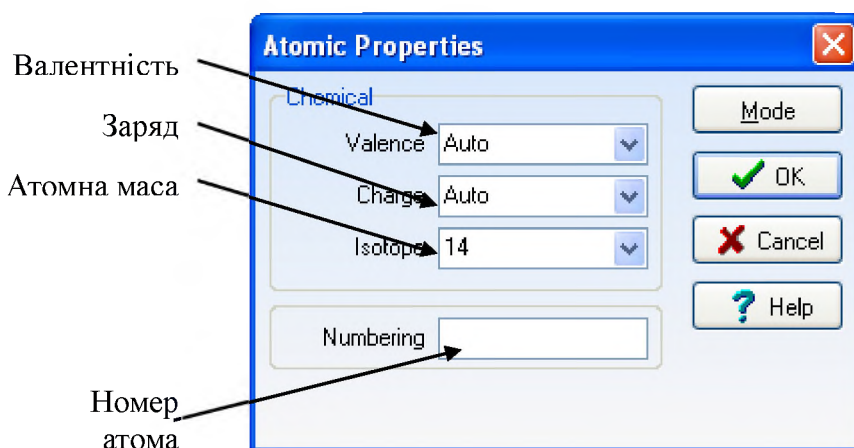 Atomic Properties
Валентність
Chemical
Mode
Valence Auto
Заряд
OK
Атомна маса
Charge Auto
Cancel
Isotope 14
Help
Numbering
Номер
атома